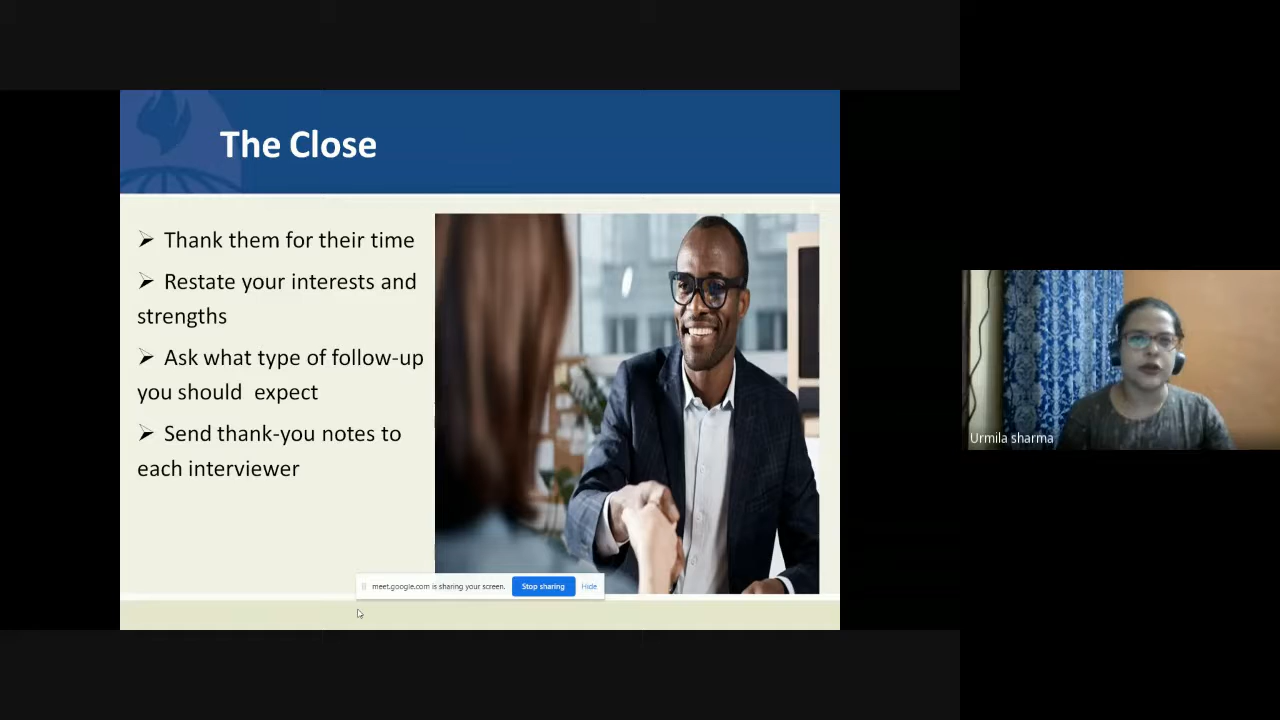 The Close
➢ Thank them for their time
➢ Restate your interests and
strengths
➢ Ask what type of follow-up
you should expect
➢ Send thank-you notes to
each interviewer
meet.google.com is sharing your screen. Stop sharing Hide
Urmila sharma